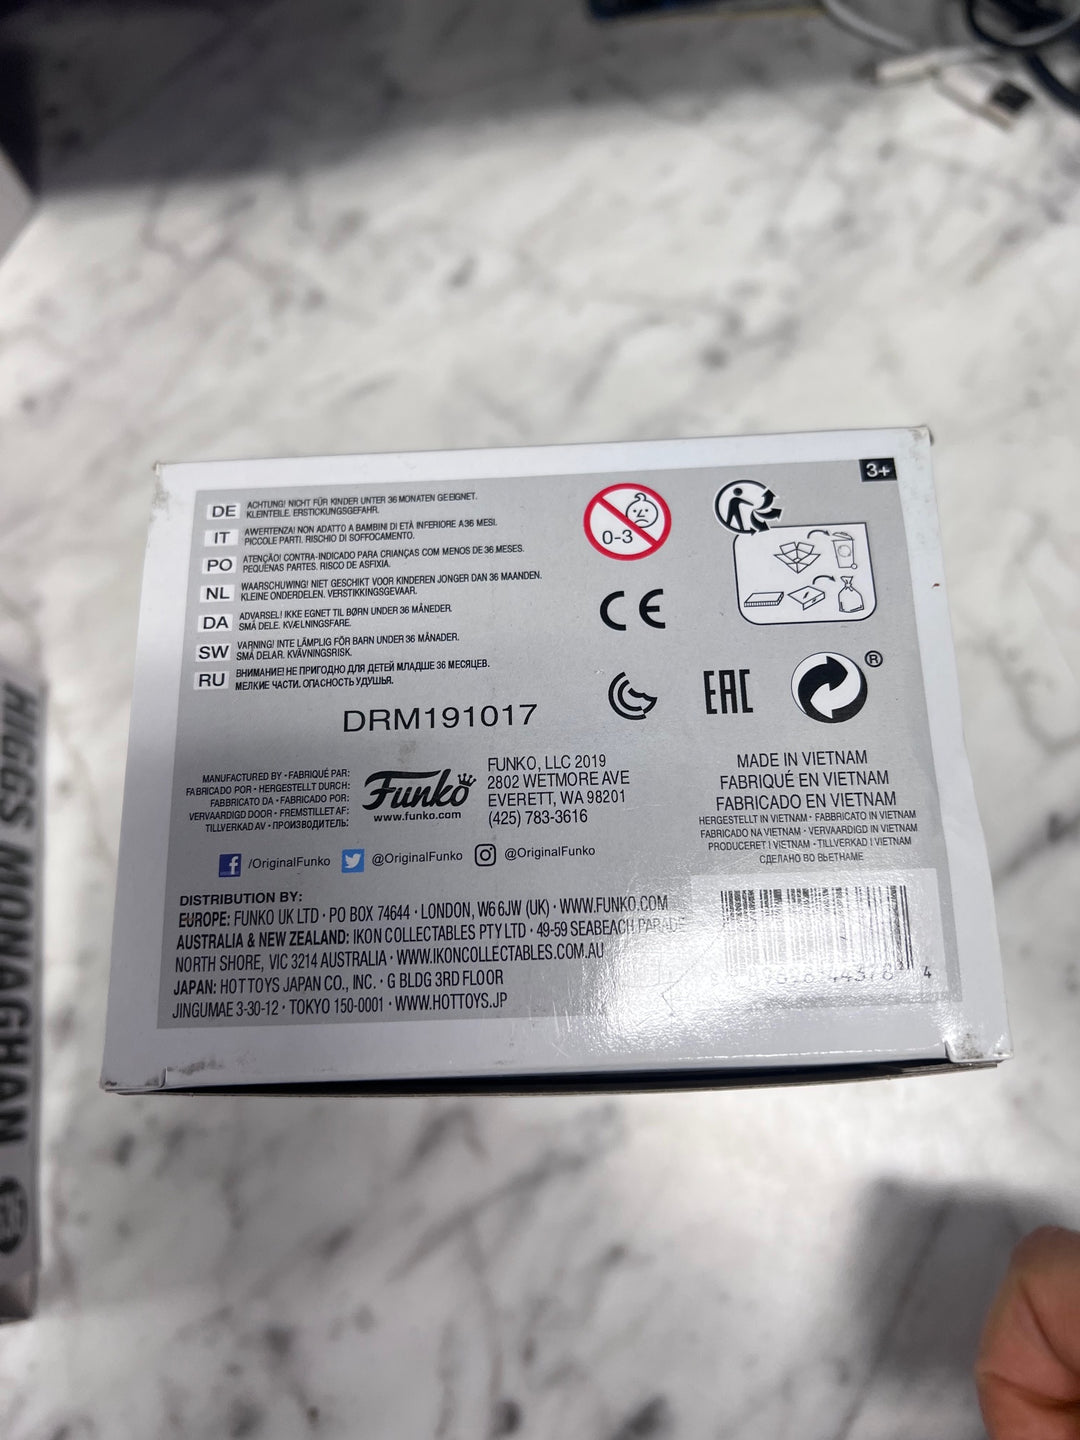 3+
DE ACHTUNG! NICHT FÜR KINDER UNTER 36 MONATEN GEEIGNET.
KLEINTEILE. ERSTICKUNGSGEFAHR.
IT AWERTENZA! NON ADATTO A BAMBINI DI ETÀ INFERIORE A36 MESI.
PICCOLE PARTI. RISCHIO DI SOFFOCAMENTO.
PO ATENÇÃO! CONTRA-INDICADO PARA CRIANÇAS COM MENOS DE 36 MESES.
PEQUENAS PARTES. RISCO DE ASFIXIA.
NL WAARSCHUWING! NIET GESCHIKT VOOR KINDEREN JONGER DAN 36 MAANDEN.
KLEINE ONDERDELEN. VERSTIKKINGSGEVAAR.
DA ADVARSEL! IKKE EGNET TIL BØRN UNDER 36 MÅNEDER.
SMÅ DELE. KVÆLNINGSFARE.
SW VARNING! INTE LÄMPLIG FÖR BARN UNDER 36 MÅNADER.
SMÅ DELAR. KVÄVNINGSRISK.
RU ВНИМАНИЕ! НЕ ПРИГОДНО ДЛЯ ДЕТЕЙ МЛАДШЕ 36 МЕСЯЦЕВ.
МЕЛКИЕ ЧАСТИ. ОПАСНОСТЬ УДУШЬЯ.
0-3
CE
EAC
®
DRM191017
MANUFACTURED BY • FABRIQUÉ PAR:
FABRICADO POR • HERGESTELLT DURCH:
FABBRICATO DA • FABRICADO POR:
VERVAARDIGD DOOR • FREMSTILLET AF:
TILLVERKAD AV • ПРОИЗВОДИТЕЛЬ:
Funko
www.funko.com
FUNKO, LLC 2019
2802 WETMORE AVE
EVERETT, WA 98201
(425) 783-3616
MADE IN VIETNAM
FABRIQUÉ EN VIETNAM
FABRICADO EN VIETNAM
HERGESTELLT IN VIETNAM • FABBRICATO IN VIETNAM
FABRICADO NA VIETNAM • VERVAARDIGD IN VIETNAM
PRODUCERET I VIETNAM • TILLVERKAD I VIETNAM
СДЕЛАНО ВО ВЬЕТНАМЕ
/OriginalFunko @OriginalFunko @OriginalFunko
DISTRIBUTION BY:
EUROPE: FUNKO UK LTD • PO BOX 74644 • LONDON, W6 6JW (UK) • WWW.FUNKO.COM
AUSTRALIA & NEW ZEALAND: IKON COLLECTABLES PTY LTD • 49-59 SEABEACH PARADE
NORTH SHORE, VIC 3214 AUSTRALIA • WWW.IKONCOLLECTABLES.COM.AU
JAPAN: HOT TOYS JAPAN CO., INC. • G BLDG 3RD FLOOR
JINGUMAE 3-30-12 • TOKYO 150-0001 • WWW.HOTTOYS.JP
4
HIGGS MONAGHAN